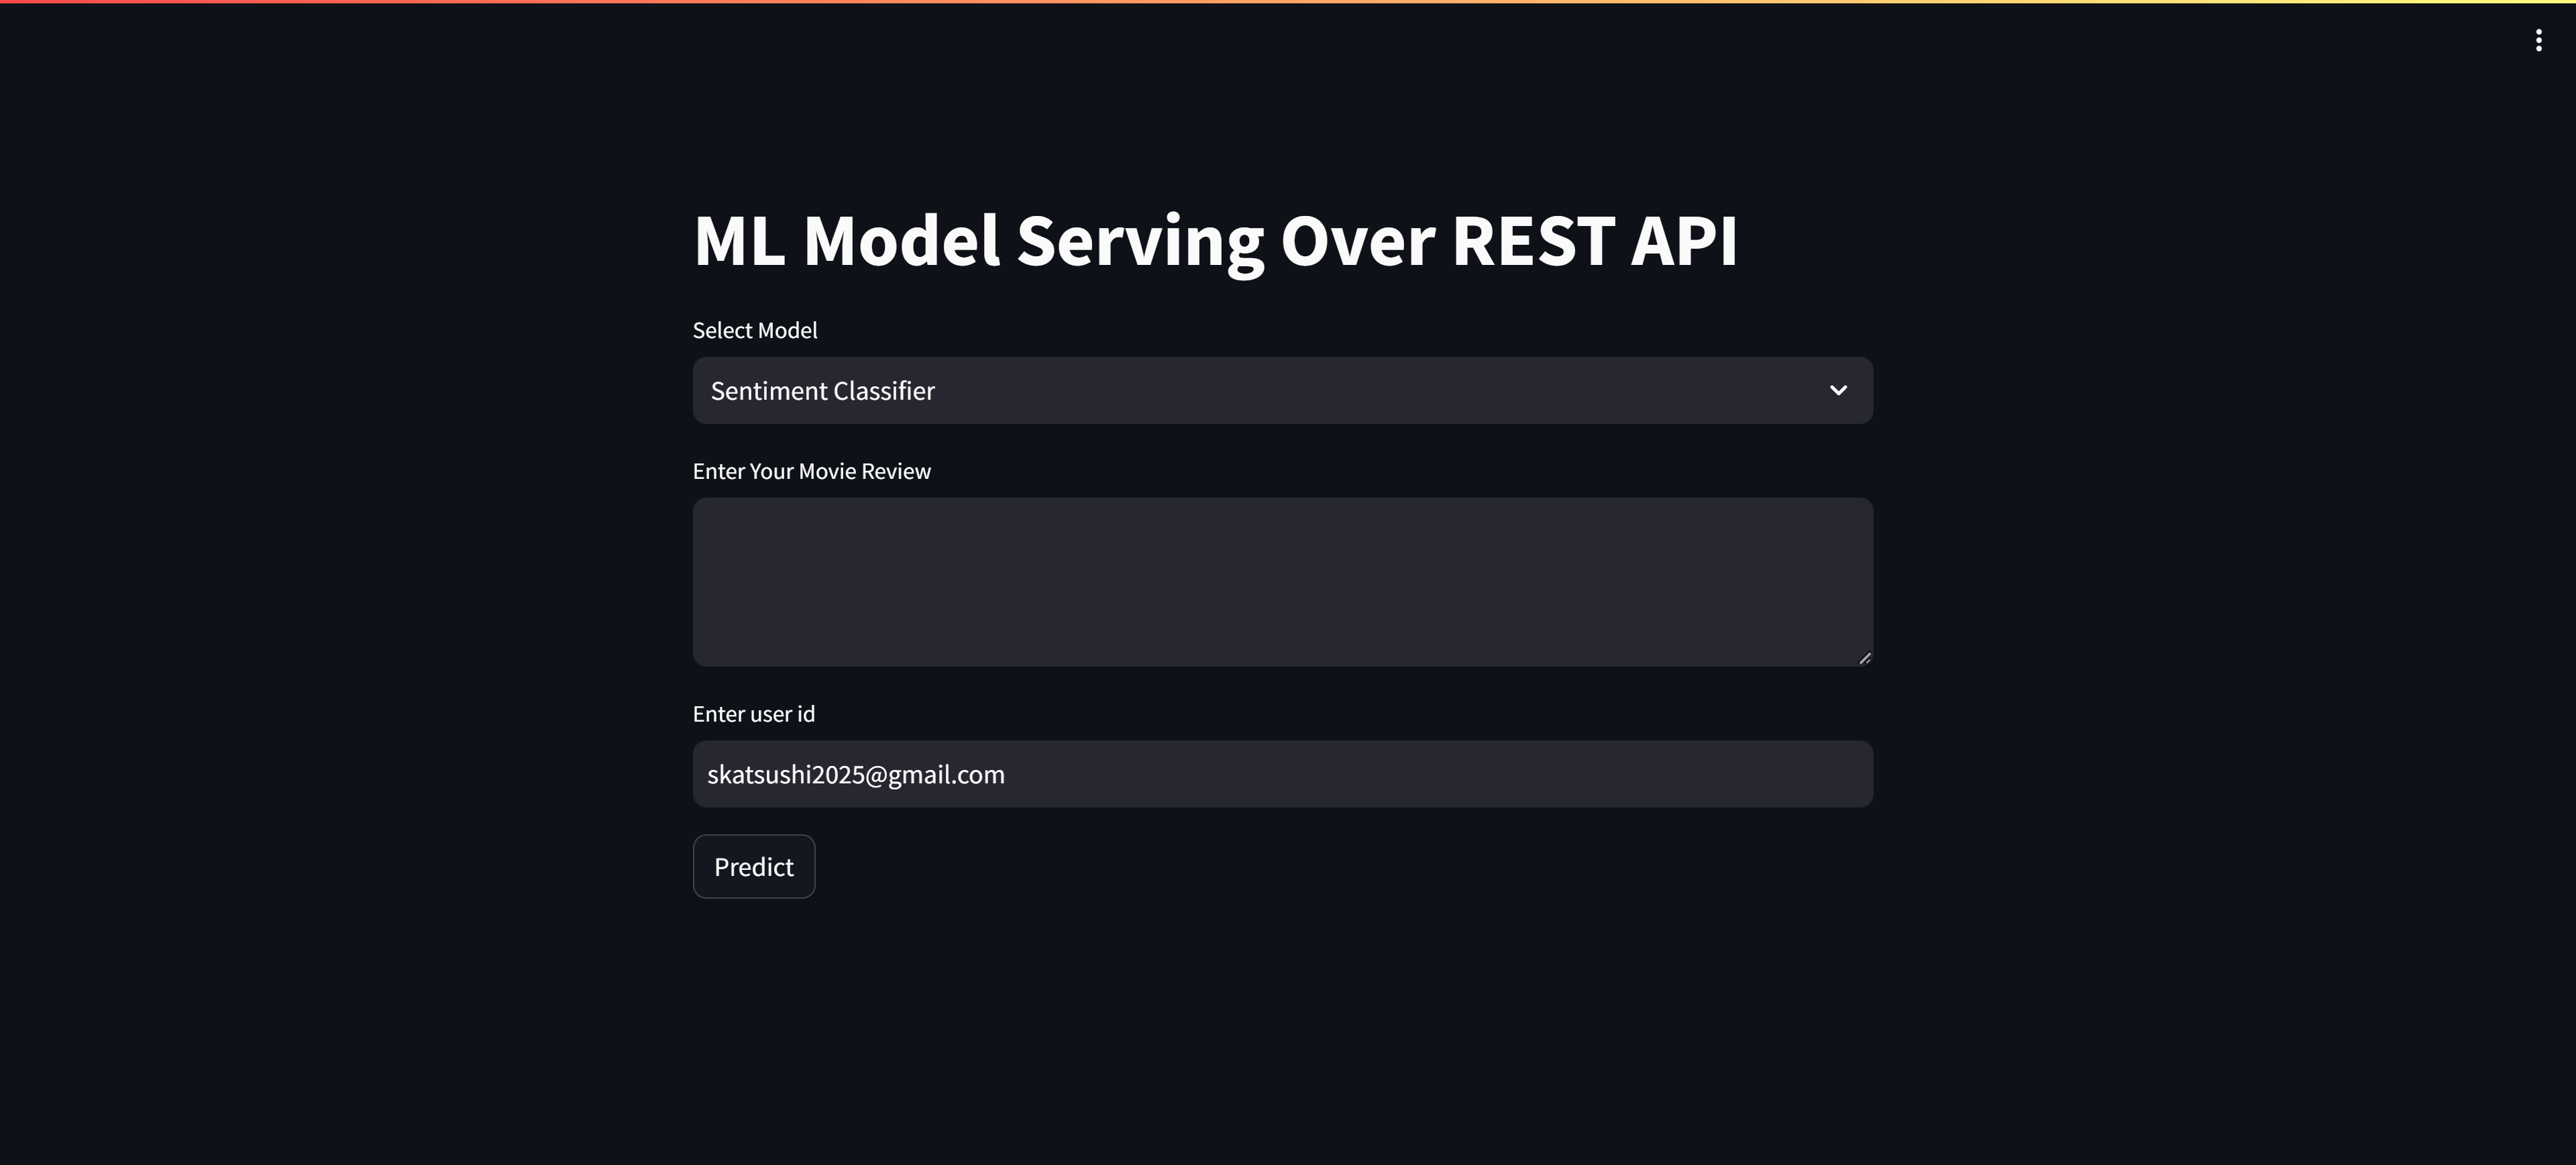 ML Model Serving Over REST API
Select Model
Sentiment Classifier
Enter Your Movie Review
Enter user id
skatsushi2025@gmail.com
Predict